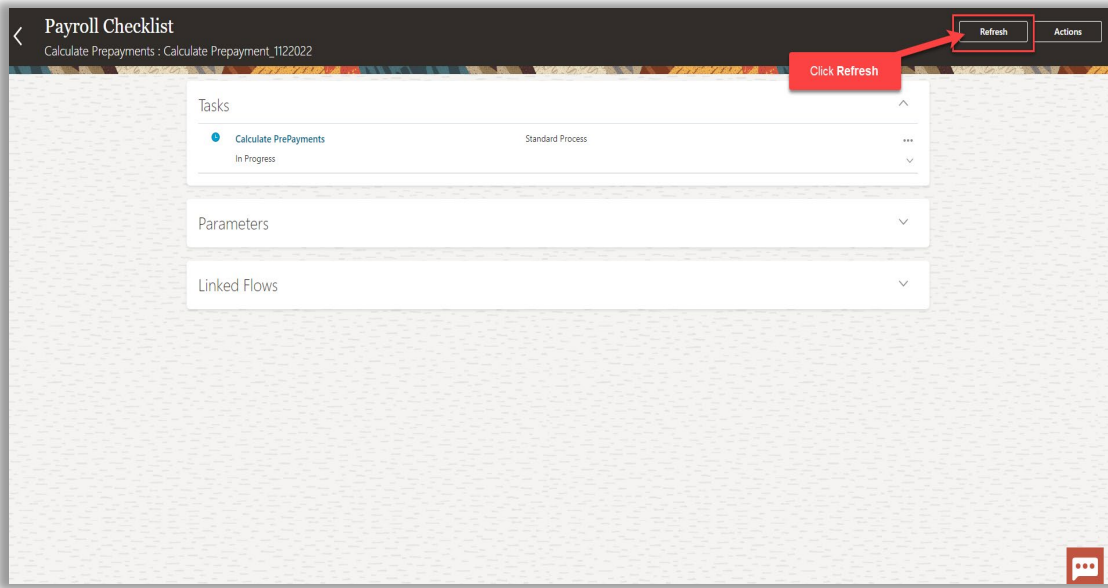 Payroll Checklist
Calculate Prepayments : Calculate Prepayment_1122022
Refresh
Actions
Click Refresh
Tasks
Calculate PrePayments
Standard Process
In Progress
Parameters
Linked Flows